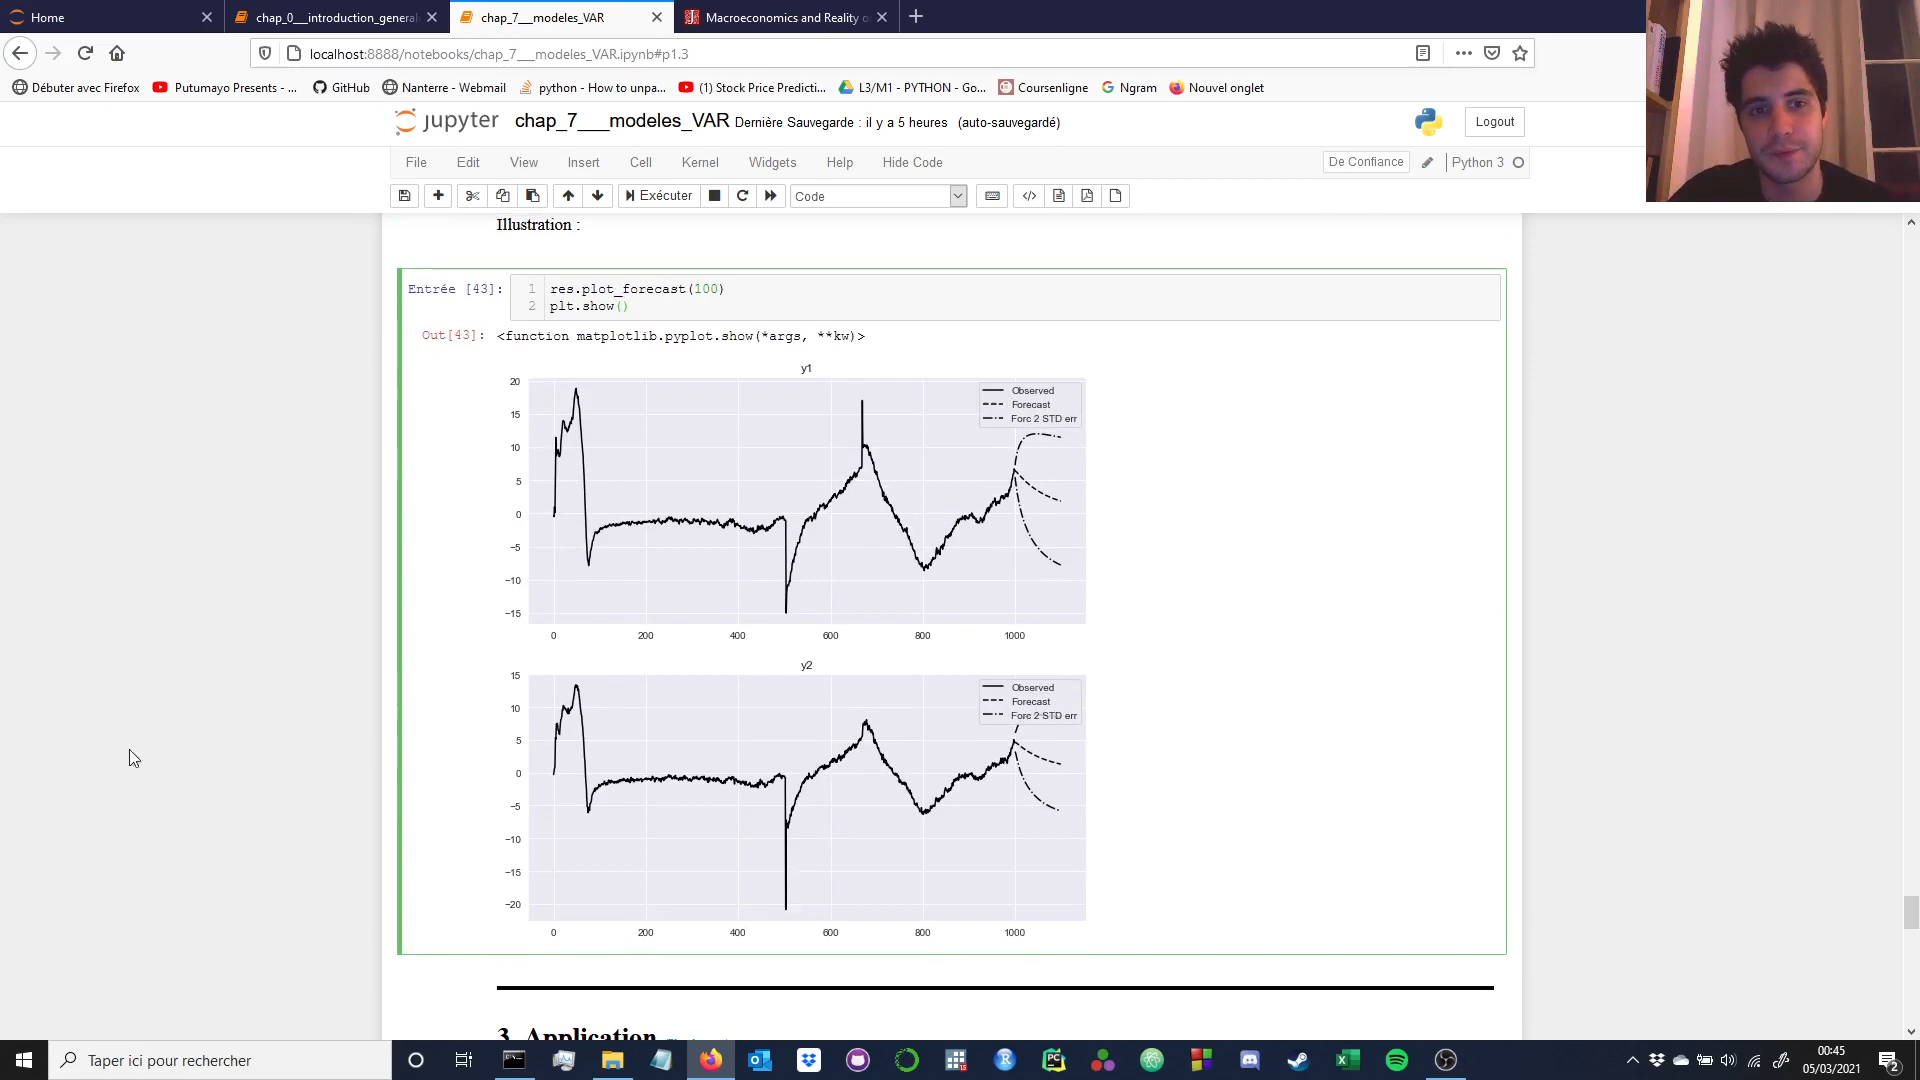 Home
chap_0__introduction_general
chap_7___modeles_VAR
Macroeconomics and Reality o
localhost:8888/notebooks/chap_7___modeles_VAR.ipynb#p1.3
Débuter avec Firefox
Putumayo Presents - ...
GitHub
Nanterre - Webmail
python - How to unpa...
(1) Stock Price Predicti...
L3/M1 - PYTHON - Go...
Coursenligne
Ngram
Nouvel onglet
jupyter chap_7___modeles_VAR Dernière Sauvegarde : il y a 5 heures (auto-sauvegardé)
Logout
File Edit View Insert Cell Kernel Widgets Help Hide Code
De Confiance
Python 3
Exécuter
Code
Illustration :
Entrée [43]:
1 res.plot_forecast(100)
2 plt.show()
Out[43]: <function matplotlib.pyplot.show(*args, **kw)>
y1
Observed
Forecast
Forc 2 STD err
20
15
10
5
0
−5
−10
−15
0 200 400 600 800 1000
y2
Observed
Forecast
Forc 2 STD err
15
10
5
0
−5
−10
−15
−20
0 200 400 600 800 1000
3. Application
Taper ici pour rechercher
00:45
05/03/2021
2